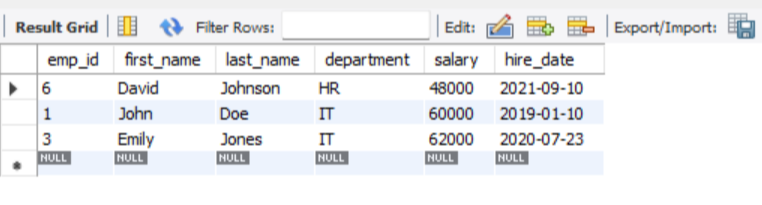 Result Grid Filter Rows: Edit: Export/Import:
emp_id first_name last_name department salary hire_date
6 David Johnson HR 48000 2021-09-10
1 John Doe IT 60000 2019-01-10
3 Emily Jones IT 62000 2020-07-23
NULL NULL NULL NULL NULL NULL